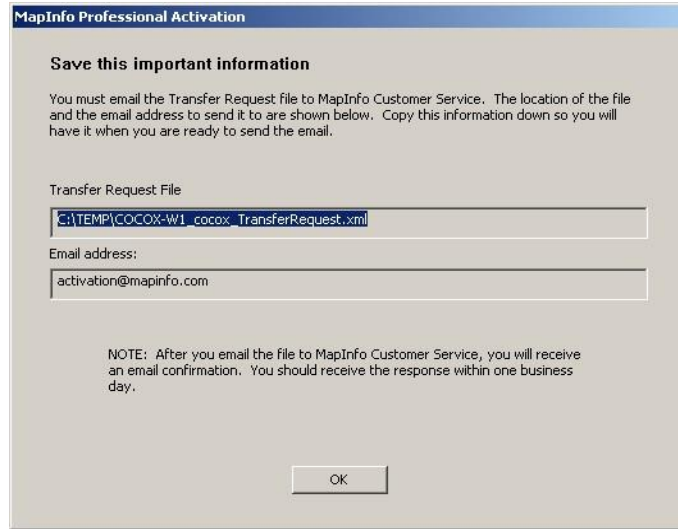 MapInfo Professional Activation
Save this important information
You must email the Transfer Request file to MapInfo Customer Service.  The location of the file
and the email address to send it to are shown below.  Copy this information down so you will
have it when you are ready to send the email.
Transfer Request File
C:\TEMP\COCOX-W1_cocox_TransferRequest.xml
Email address:
activation@mapinfo.com
NOTE:  After you email the file to MapInfo Customer Service, you will receive
an email confirmation.  You should receive the response within one business
day.
OK